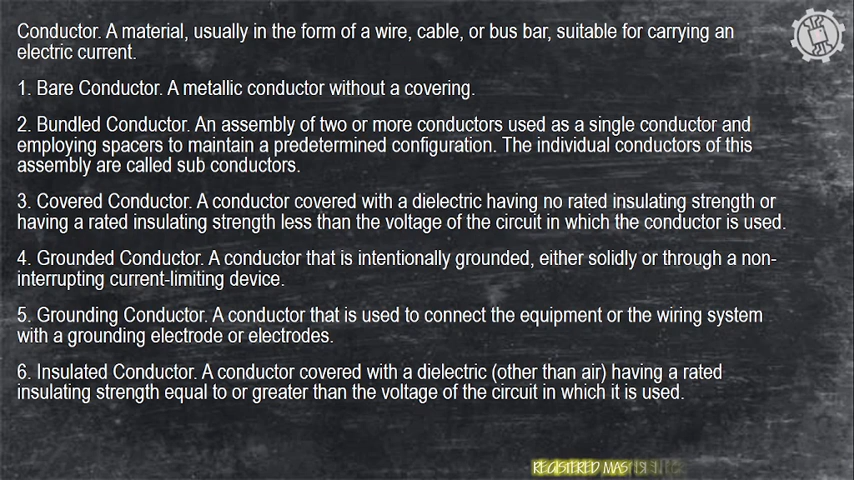 Conductor. A material, usually in the form of a wire, cable, or bus bar, suitable for carrying an
electric current.
1. Bare Conductor. A metallic conductor without a covering.
2. Bundled Conductor. An assembly of two or more conductors used as a single conductor and
employing spacers to maintain a predetermined configuration. The individual conductors of this
assembly are called sub conductors.
3. Covered Conductor. A conductor covered with a dielectric having no rated insulating strength or
having a rated insulating strength less than the voltage of the circuit in which the conductor is used.
4. Grounded Conductor. A conductor that is intentionally grounded, either solidly or through a non-
interrupting current-limiting device.
5. Grounding Conductor. A conductor that is used to connect the equipment or the wiring system
with a grounding electrode or electrodes.
6. Insulated Conductor. A conductor covered with a dielectric (other than air) having a rated
insulating strength equal to or greater than the voltage of the circuit in which it is used.
REGISTERED